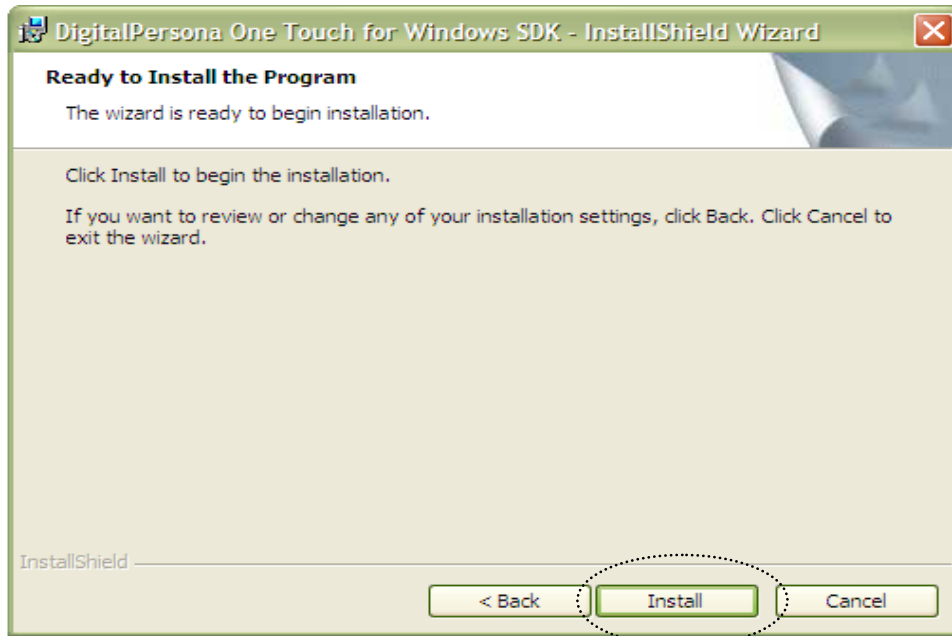 DigitalPersona One Touch for Windows SDK - InstallShield Wizard
Ready to Install the Program
The wizard is ready to begin installation.
Click Install to begin the installation.
If you want to review or change any of your installation settings, click Back. Click Cancel to
exit the wizard.
InstallShield
< Back Install Cancel